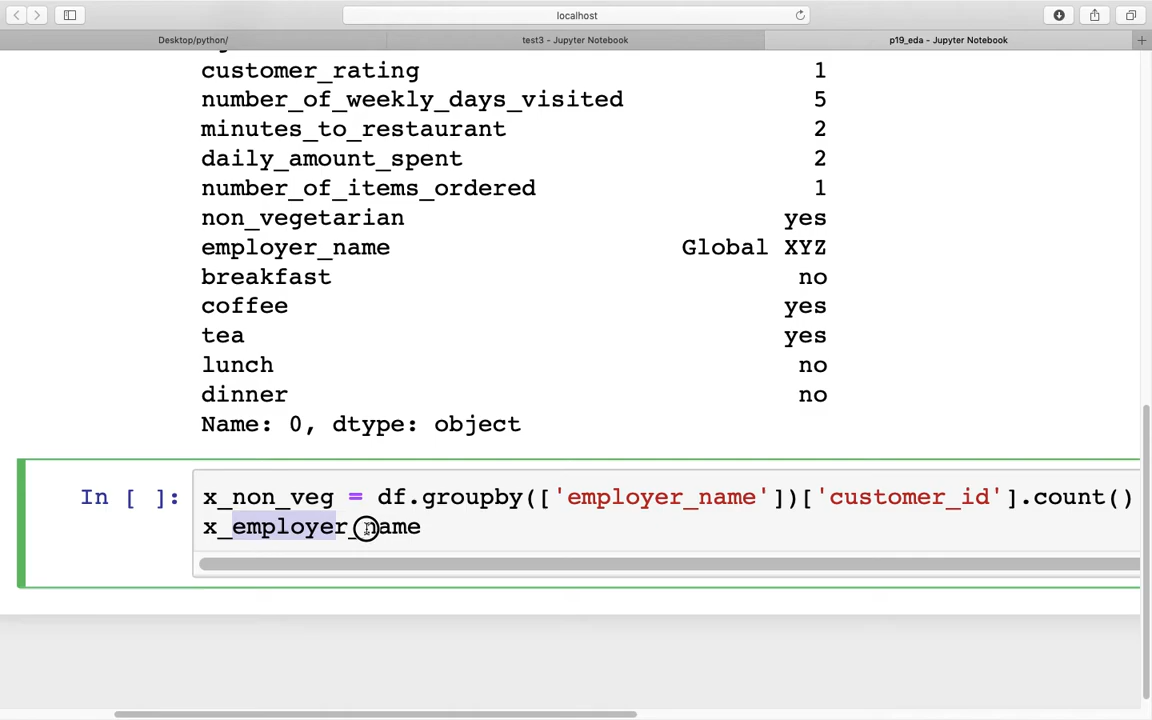 localhost
Desktop/python/ test3 - Jupyter Notebook p19_eda - Jupyter Notebook
customer_rating 1
number_of_weekly_days_visited 5
minutes_to_restaurant 2
daily_amount_spent 2
number_of_items_ordered 1
non_vegetarian yes
employer_name Global XYZ
breakfast no
coffee yes
tea yes
lunch no
dinner no
Name: 0, dtype: object
In [ ]: x_non_veg = df.groupby(['employer_name'])['customer_id'].count()
x_employer_name